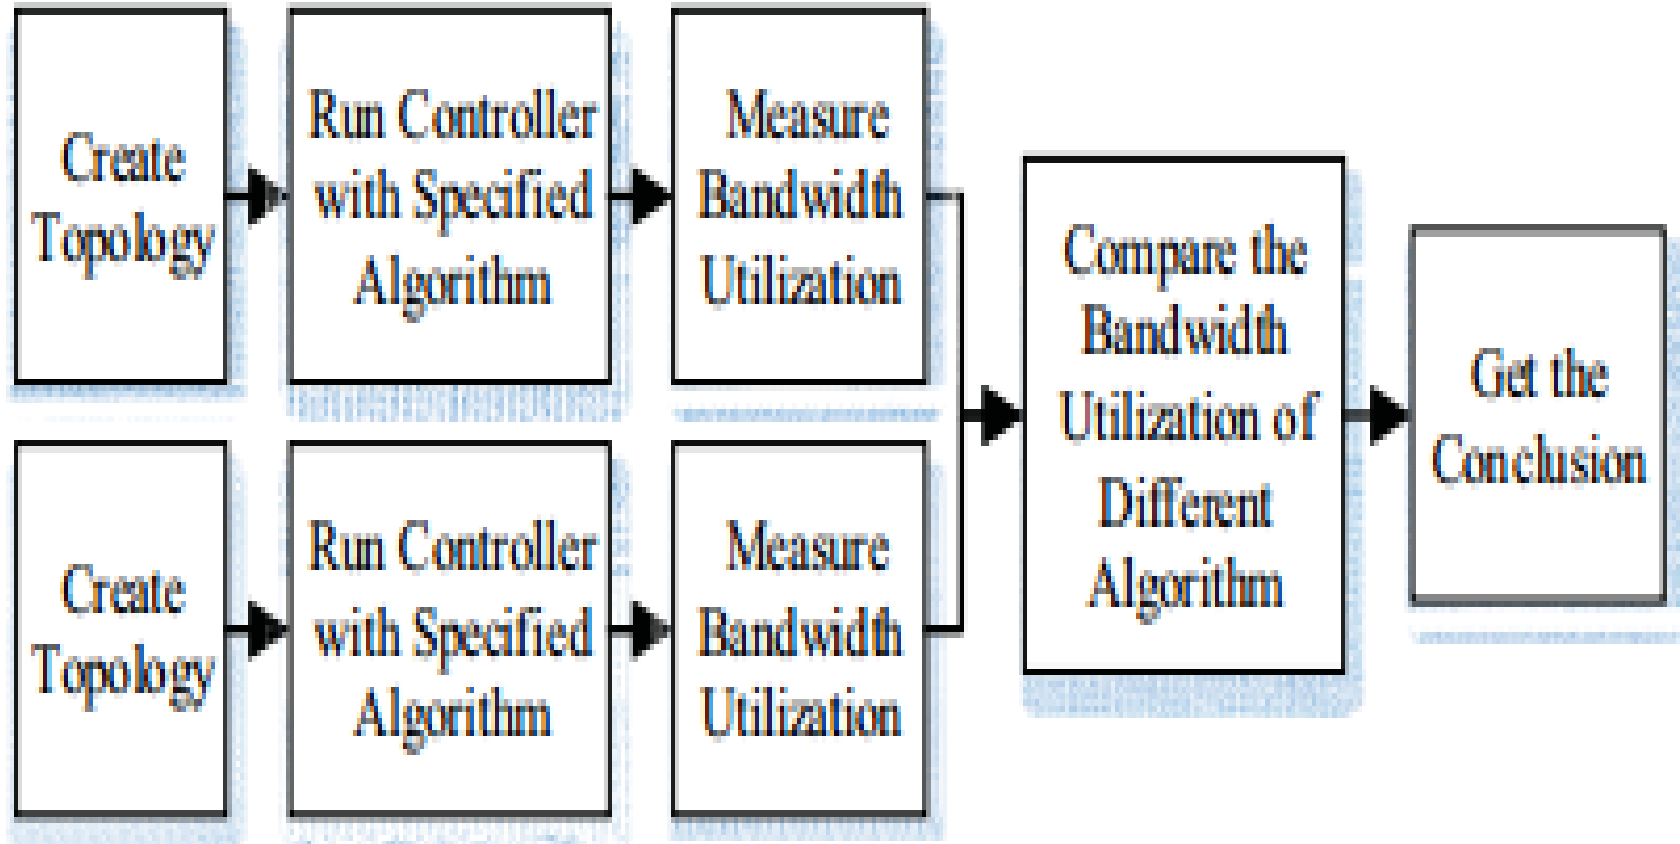 Create
Topology
Run Controller
with Specified
Algorithm
Measure
Bandwidth
Utilization
Create
Topology
Run Controller
with Specified
Algorithm
Measure
Bandwidth
Utilization
Compare the
Bandwidth
Utilization of
Different
Algorithm
Get the
Conclusion